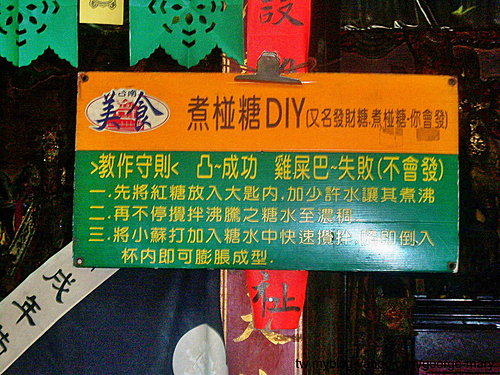 設
台南
美食
煮椪糖DIY(又名發財糖.煮椪糖-你會發)
>教作守則< 凸~成功 雞屎巴~失敗(不會發)
一.先將紅糖放入大匙內.加少許水讓其煮沸
二.再不停攪拌沸騰之糖水至濃稠
三.將小蘇打加入糖水中快速攪拌.隨即倒入
杯內即可膨脹成型.
戊年